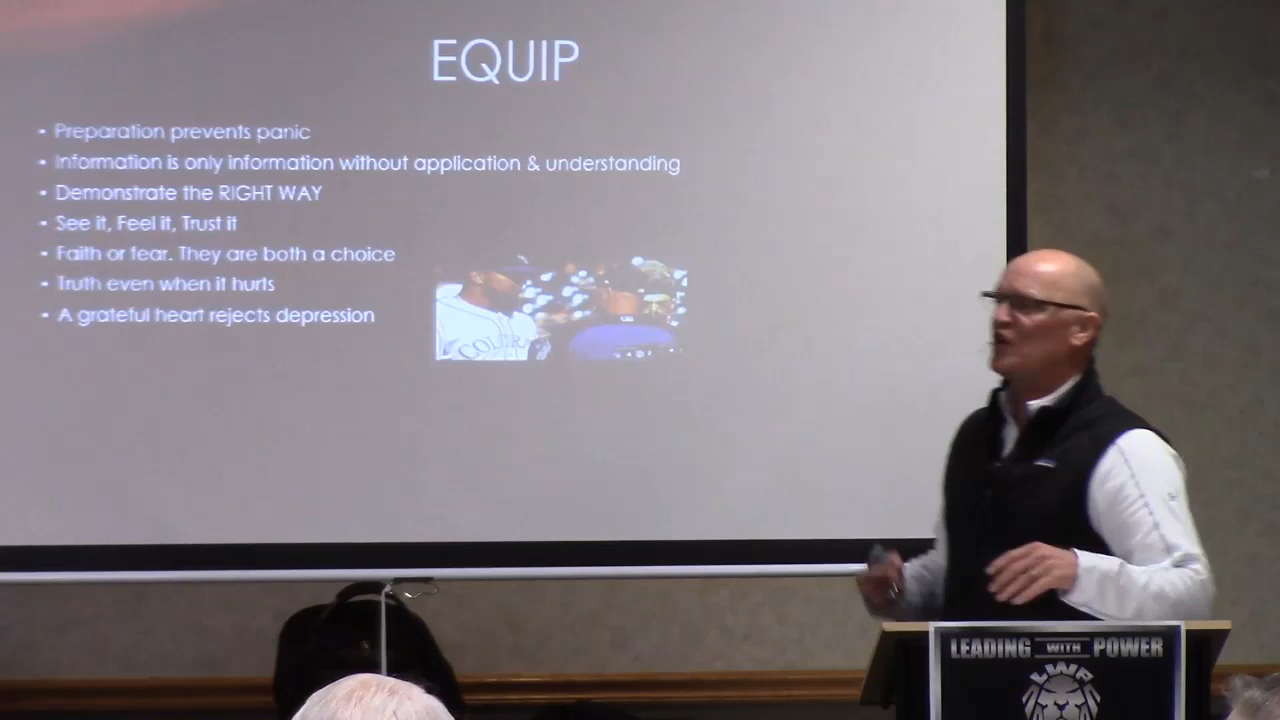 EQUIP
• Preparation prevents panic
• Information is only information without application & understanding
• Demonstrate the RIGHT WAY
• See it, Feel it, Trust it
• Faith or fear. They are both a choice
• Truth even when it hurts
• A grateful heart rejects depression
LEADING WITH POWER
LWP